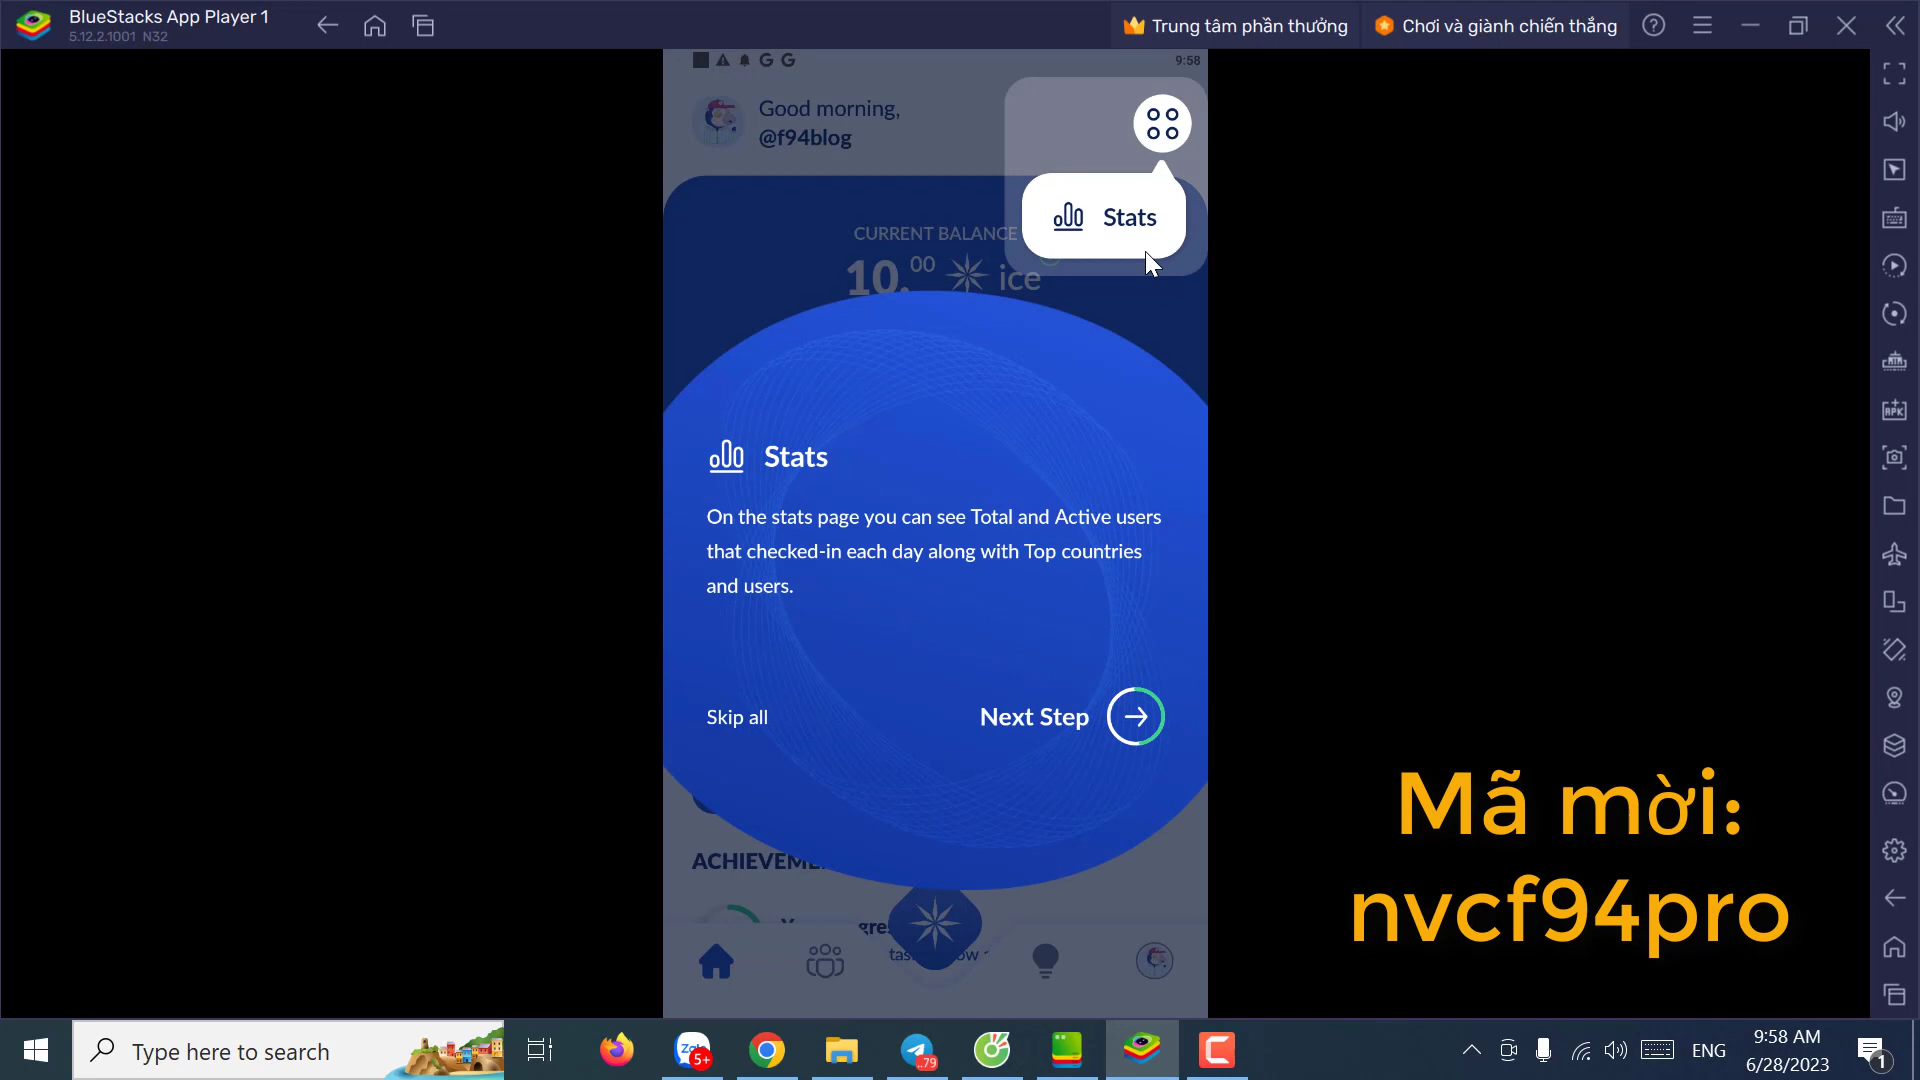 BlueStacks App Player 1
5.12.2.1001 N32
Trung tâm phần thưởng
Chơi và giành chiến thắng
9:58
Good morning,
@f94blog
Stats
CURRENT BALANCE
10.00 ice
Stats
On the stats page you can see Total and Active users
that checked-in each day along with Top countries
and users.
Skip all
Next Step
Mã mời:
nvcf94pro
Type here to search
5+
..79
ENG
9:58 AM
6/28/2023
1